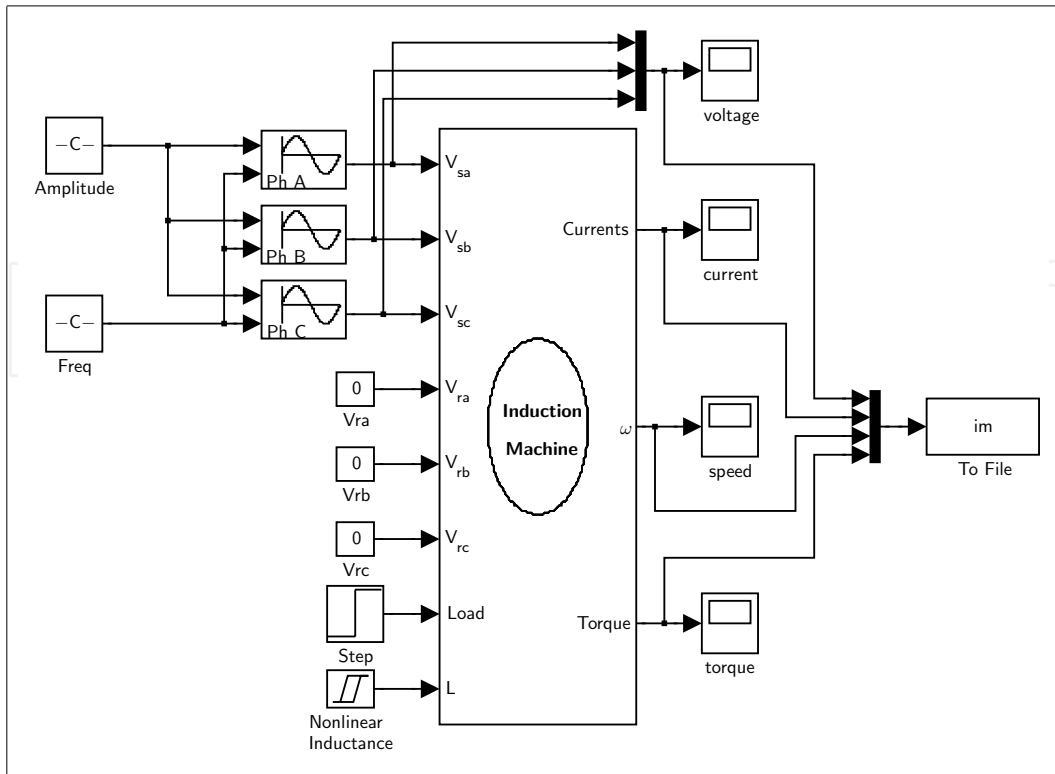 voltage
−C−
Amplitude
Ph A
Ph B
Ph C
−C−
Freq
V_sa
V_sb
V_sc
V_ra
V_rb
V_rc
Load
L
0
Vra
0
Vrb
0
Vrc
Step
Nonlinear
Inductance
Induction
Machine
Currents
ω
Torque
current
speed
torque
im
To File